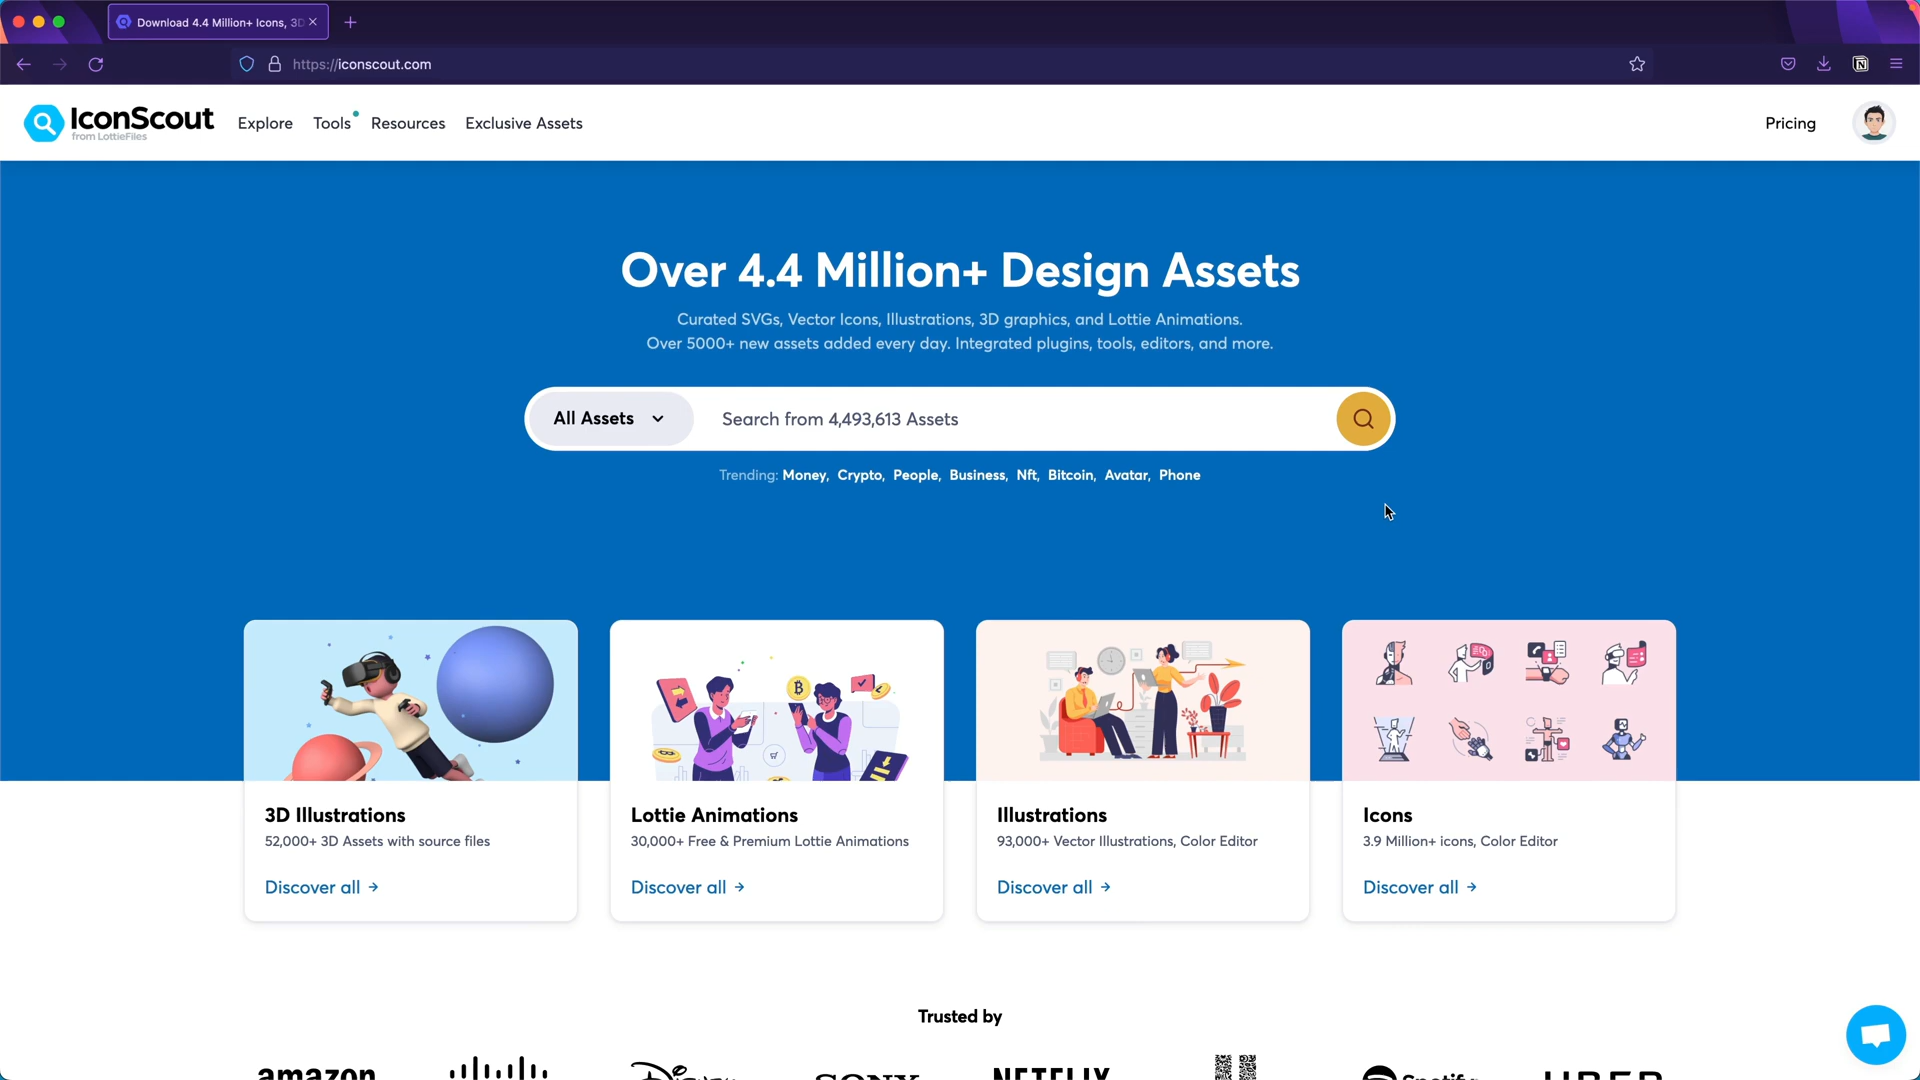 Download 4.4 Million+ Icons, 3D
https://iconscout.com
IconScout
from LottieFiles
Explore
Tools
Resources
Exclusive Assets
Pricing
Over 4.4 Million+ Design Assets
Curated SVGs, Vector Icons, Illustrations, 3D graphics, and Lottie Animations.
Over 5000+ new assets added every day. Integrated plugins, tools, editors, and more.
All Assets
Search from 4,493,613 Assets
Trending: Money, Crypto, People, Business, Nft, Bitcoin, Avatar, Phone
3D Illustrations
52,000+ 3D Assets with source files
Discover all →
Lottie Animations
30,000+ Free & Premium Lottie Animations
Discover all →
Illustrations
93,000+ Vector Illustrations, Color Editor
Discover all →
Icons
3.9 Million+ icons, Color Editor
Discover all →
Trusted by
amazon
Disney
SONY
NETFLIX
Spotify
UBER